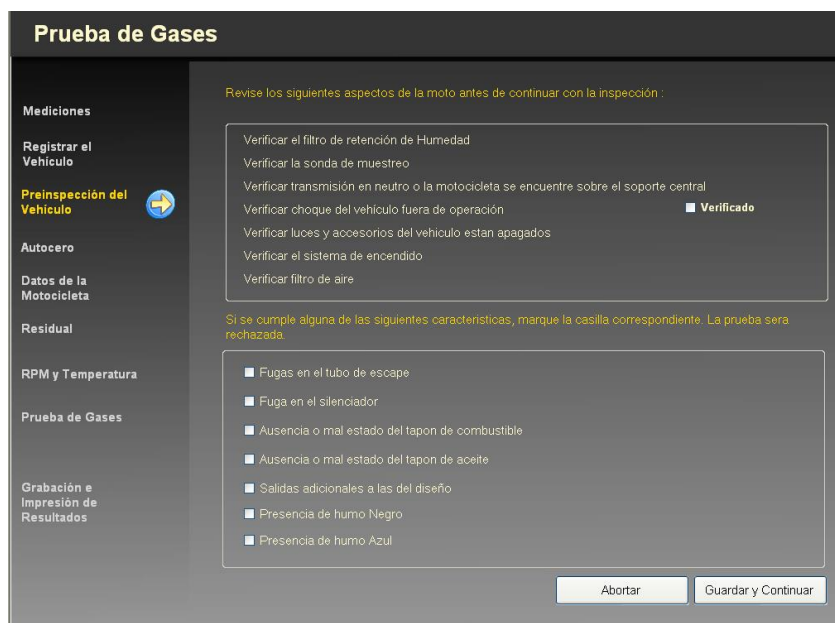 Prueba de Gases
Mediciones
Registrar el
Vehículo
Preinspección del
Vehículo
Autocero
Datos de la
Motocicleta
Residual
RPM y Temperatura
Prueba de Gases
Grabación e
Impresión de
Resultados
Revise los siguientes aspectos de la moto antes de continuar con la inspección :
Verificar el filtro de retención de Humedad
Verificar la sonda de muestreo
Verificar transmisión en neutro o la motocicleta se encuentre sobre el soporte central
Verificar choque del vehículo fuera de operación
Verificado
Verificar luces y accesorios del vehiculo estan apagados
Verificar el sistema de encendido
Verificar filtro de aire
Si se cumple alguna de las siguientes caracteristicas, marque la casilla correspondiente. La prueba sera
rechazada.
Fugas en el tubo de escape
Fuga en el silenciador
Ausencia o mal estado del tapon de combustible
Ausencia o mal estado del tapon de aceite
Salidas adicionales a las del diseño
Presencia de humo Negro
Presencia de humo Azul
Abortar
Guardar y Continuar